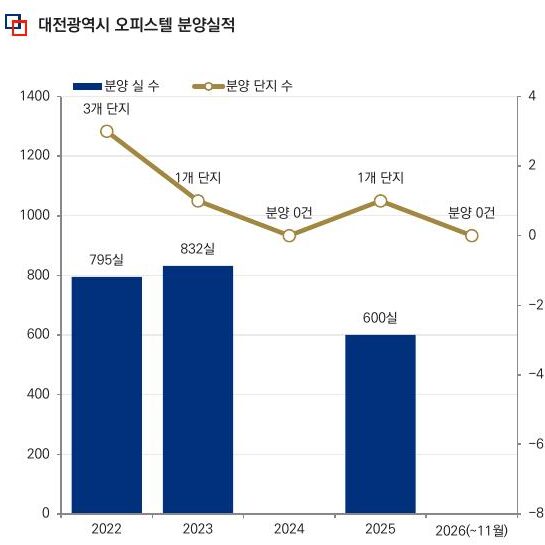 대전광역시 오피스텔 분양실적
분양 실 수 분양 단지 수
1400 4
3개 단지
1200 2
1개 단지 1개 단지
1000 0
분양 0건 분양 0건
832실
795실
800 −2
600실
600 −4
400
200 −6
0 −8
2022 2023 2024 2025 2026(~11월)